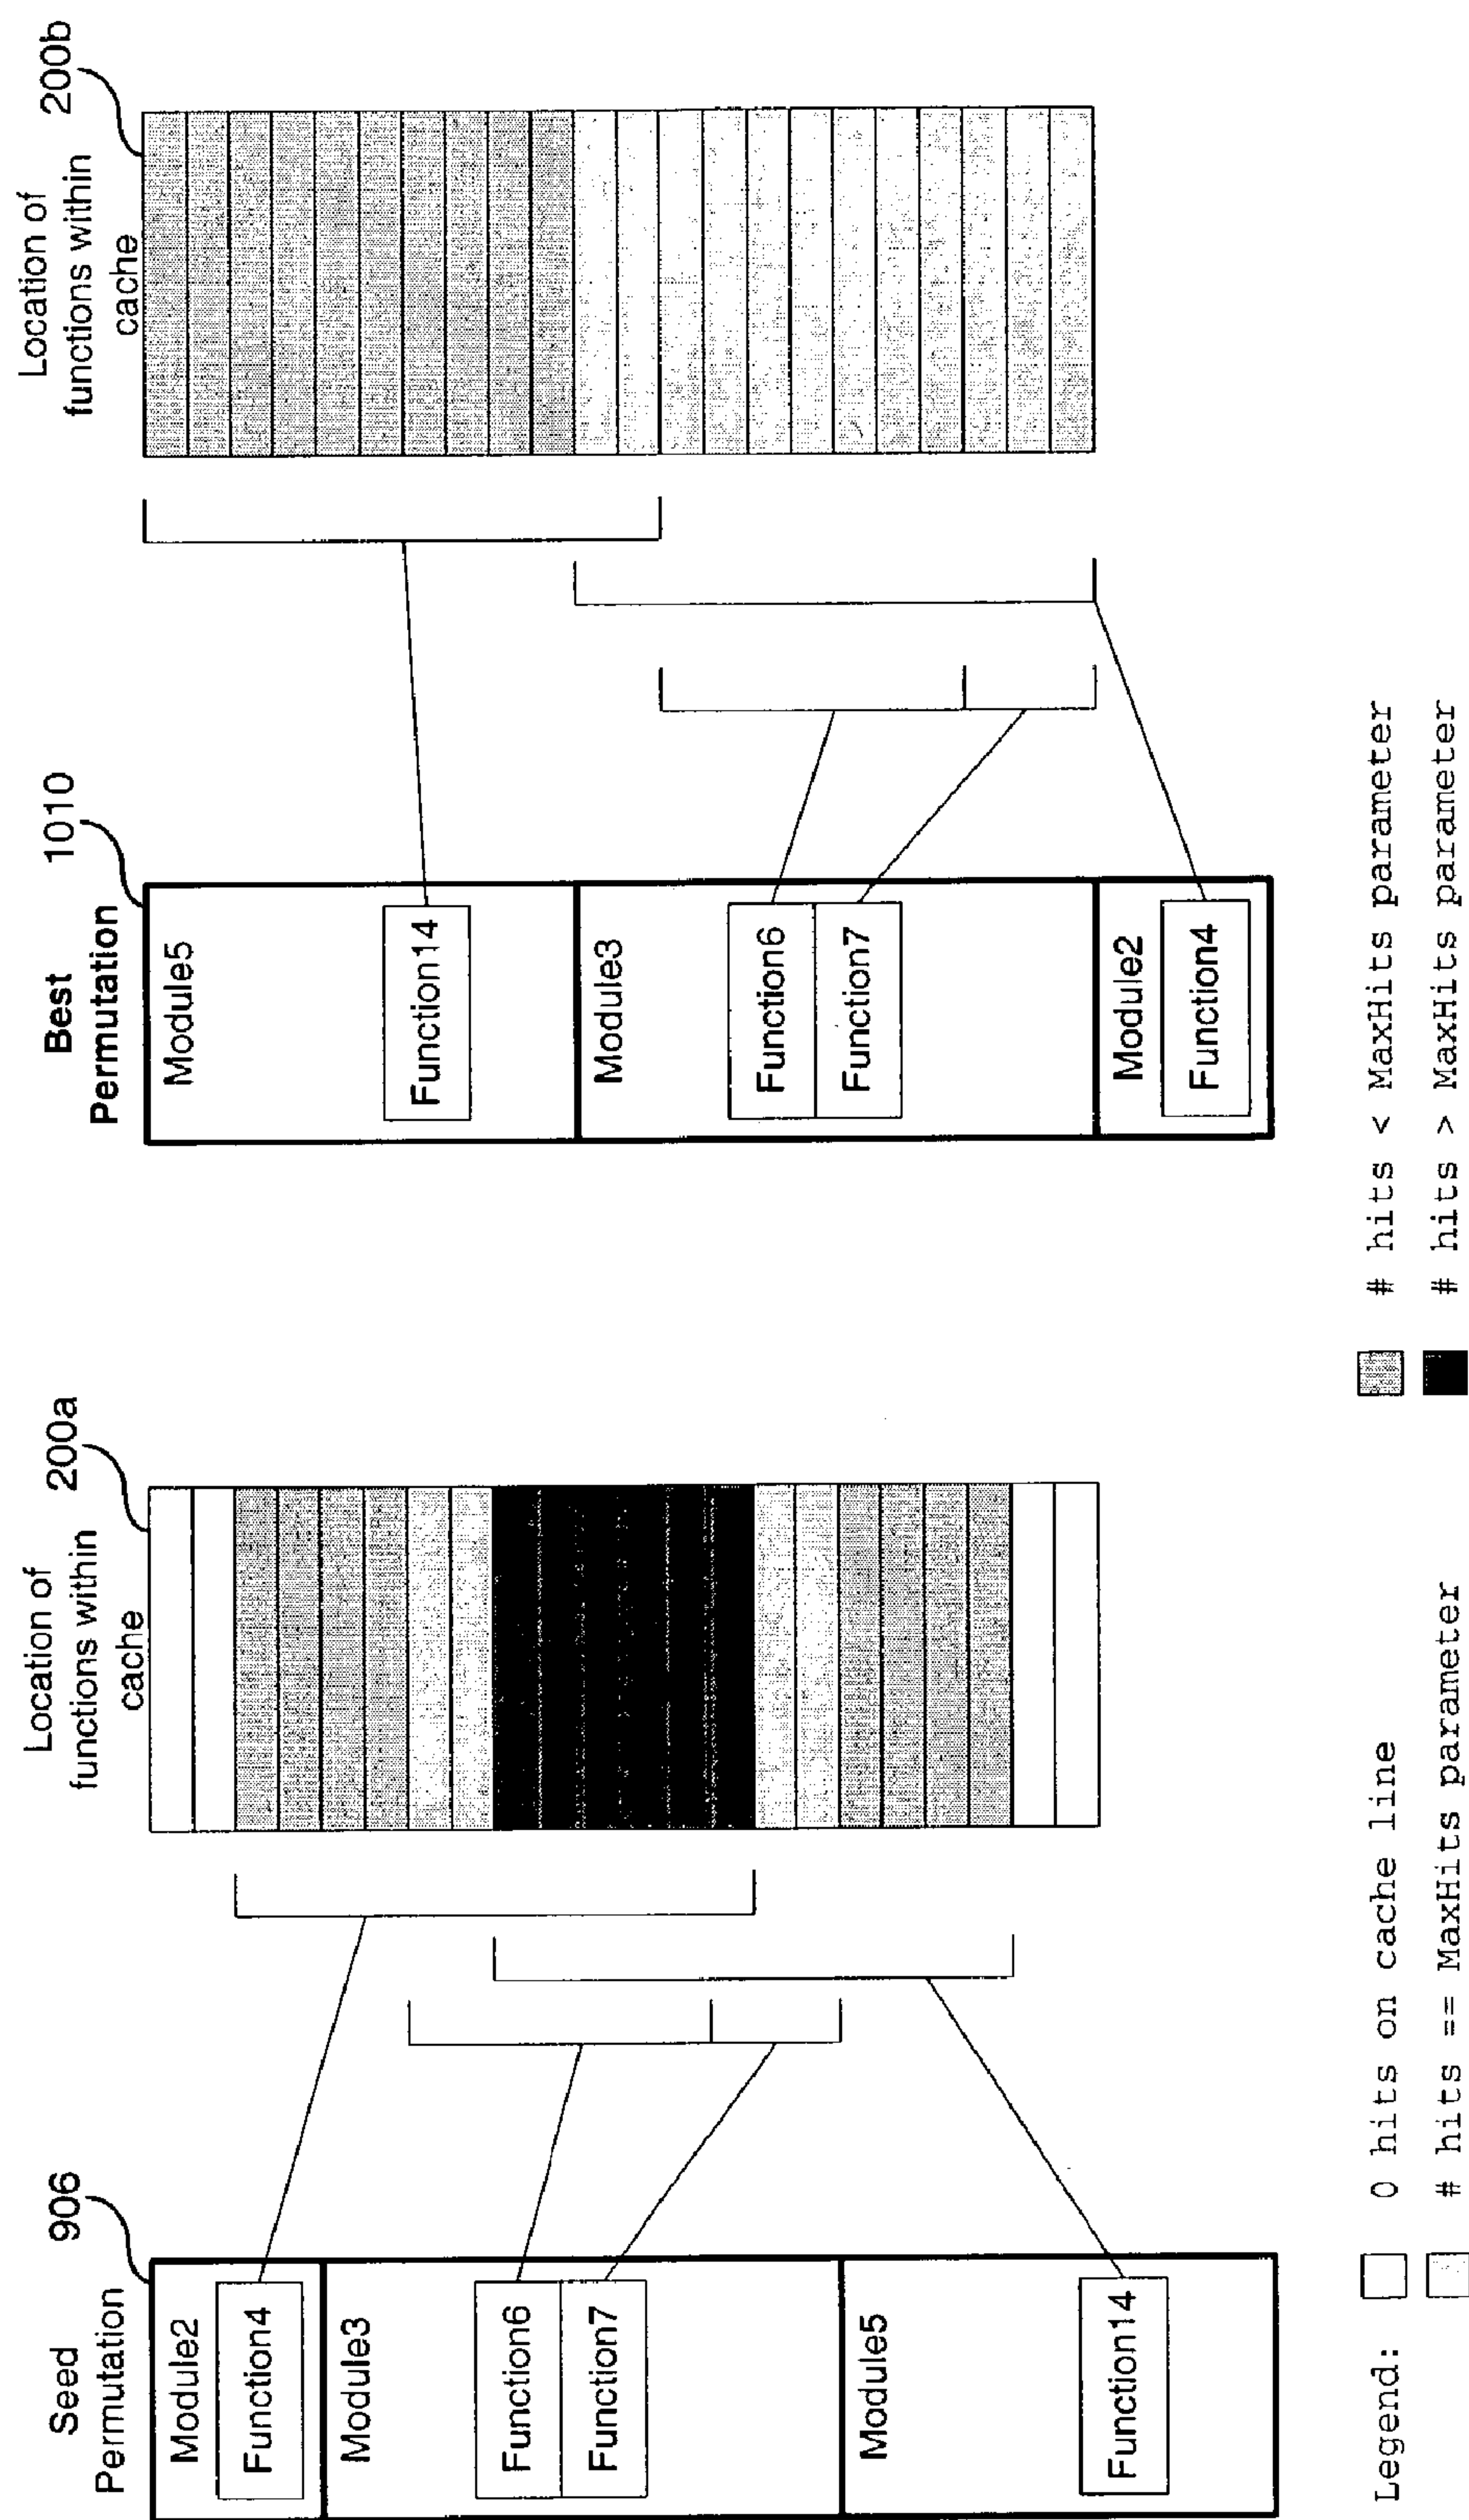 Seed
Permutation
906
Module2
Function4
Module3
Function6
Function7
Module5
Function14
Location of
functions within
cache
200a
Best
Permutation
1010
Module5
Function14
Module3
Function6
Function7
Module2
Function4
Location of
functions within
cache
200b
Legend:
0 hits on cache line
# hits == MaxHits parameter
# hits < MaxHits parameter
# hits > MaxHits parameter